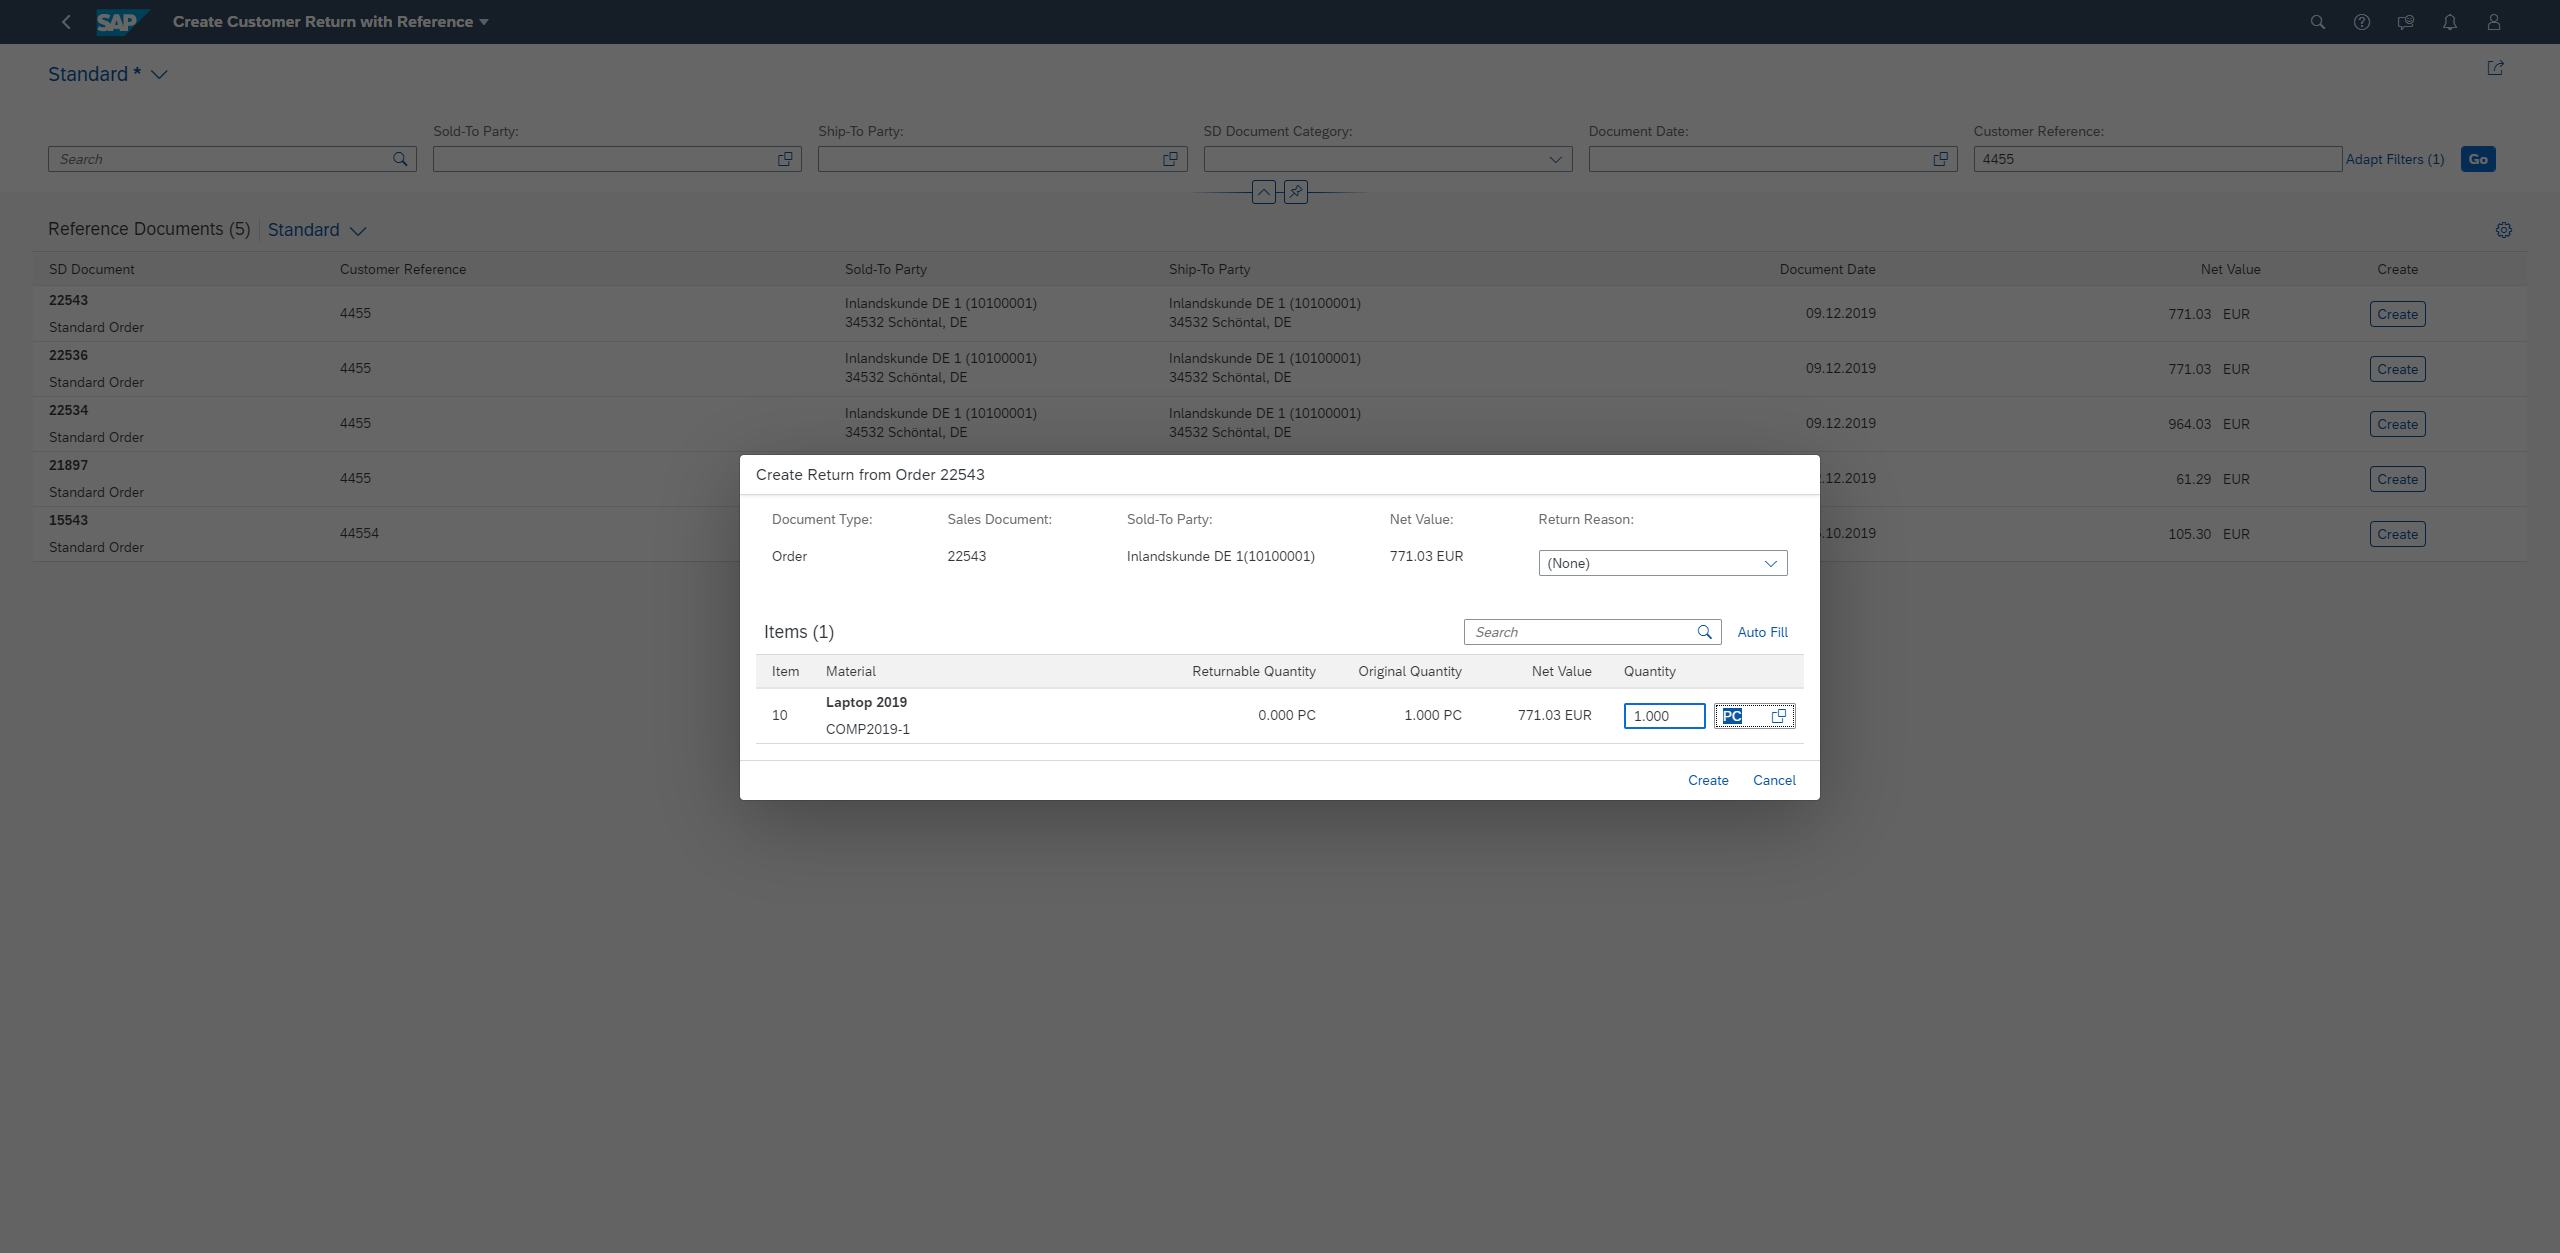 SAP Create Customer Return with Reference
Standard *
Sold-To Party: Ship-To Party: SD Document Category: Document Date: Customer Reference:
Search 4455 Adapt Filters (1) Go
Reference Documents (5) Standard
SD Document Customer Reference Sold-To Party Ship-To Party Document Date Net Value Create
22543
Standard Order
4455
Inlandskunde DE 1 (10100001)
34532 Schöntal, DE
Inlandskunde DE 1 (10100001)
34532 Schöntal, DE
09.12.2019
771.03 EUR
Create
22536
Standard Order
4455
Inlandskunde DE 1 (10100001)
34532 Schöntal, DE
Inlandskunde DE 1 (10100001)
34532 Schöntal, DE
09.12.2019
771.03 EUR
Create
22534
Standard Order
4455
Inlandskunde DE 1 (10100001)
34532 Schöntal, DE
Inlandskunde DE 1 (10100001)
34532 Schöntal, DE
09.12.2019
964.03 EUR
Create
21897
Standard Order
4455
.12.2019
61.29 EUR
Create
15543
Standard Order
44554
.10.2019
105.30 EUR
Create
Create Return from Order 22543
Document Type: Sales Document: Sold-To Party: Net Value: Return Reason:
Order 22543 Inlandskunde DE 1(10100001) 771.03 EUR (None)
Items (1) Search Auto Fill
Item Material Returnable Quantity Original Quantity Net Value Quantity
10
Laptop 2019
COMP2019-1
0.000 PC 1.000 PC 771.03 EUR 1.000 PC
Create Cancel